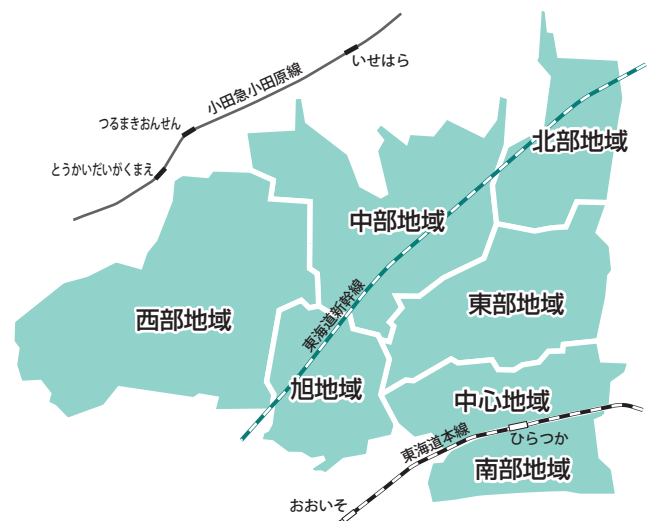 いせはら
小田急小田原線
つるまきおんせん
とうかいだいがくまえ
北部地域
中部地域
東部地域
西部地域
東海道新幹線
旭地域
中心地域
ひらつか
東海道本線
南部地域
おおいそ